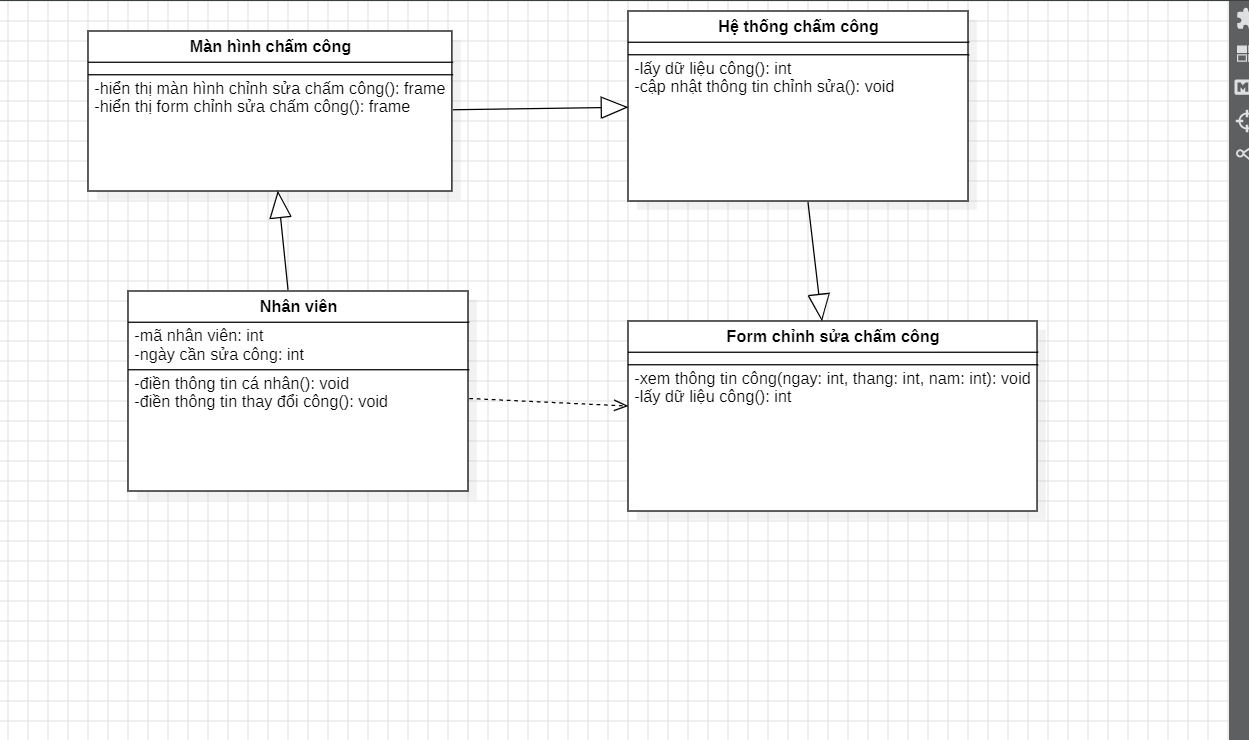 Màn hình chấm công
-hiển thị màn hình chỉnh sửa chấm công(): frame
-hiển thị form chỉnh sửa chấm công(): frame
Hệ thống chấm công
-lấy dữ liệu công(): int
-cập nhật thông tin chỉnh sửa(): void
Nhân viên
-mã nhân viên: int
-ngày cần sửa công: int
-điền thông tin cá nhân(): void
-điền thông tin thay đổi công(): void
Form chỉnh sửa chấm công
-xem thông tin công(ngay: int, thang: int, nam: int): void
-lấy dữ liệu công(): int